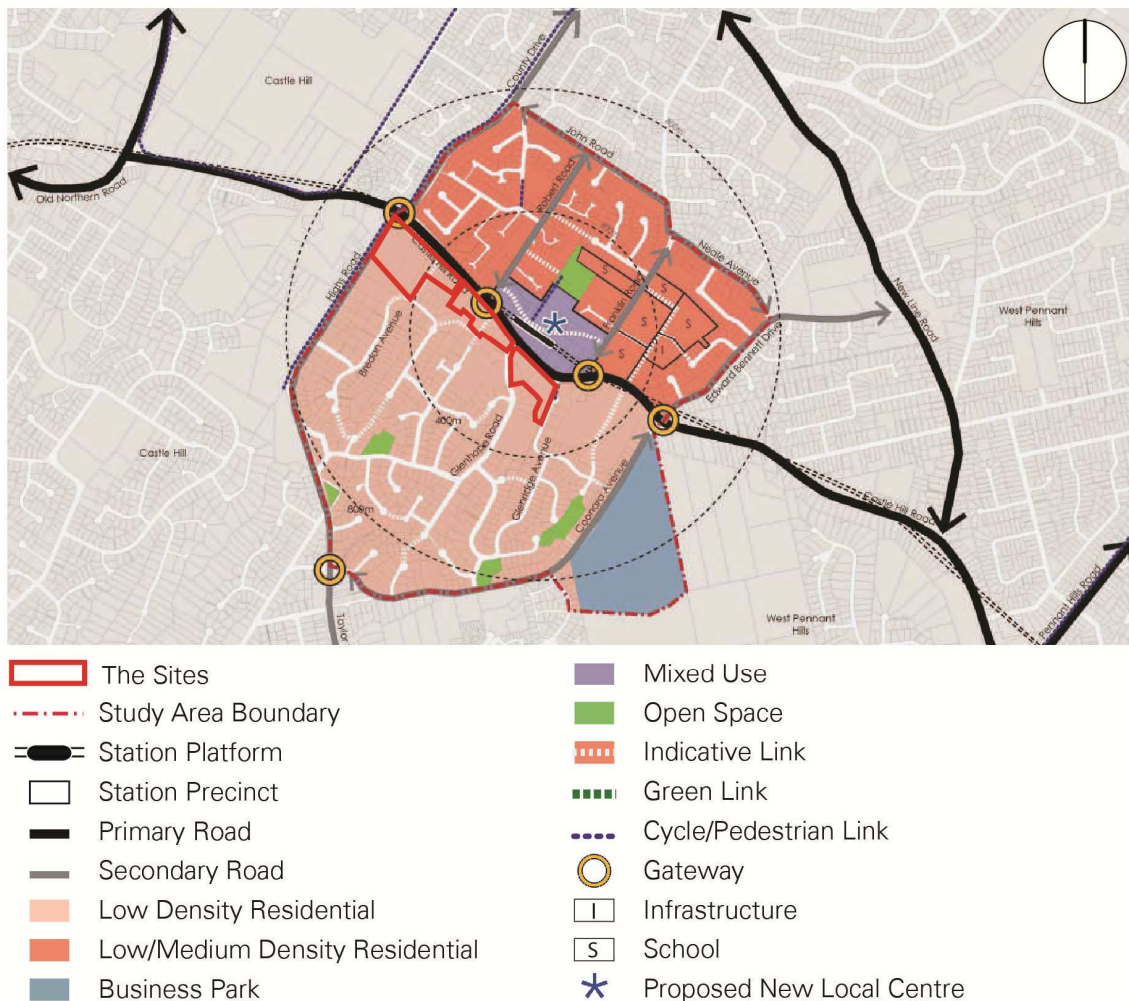 County Drive
Castle Hill
John Road
Old Northern Road
Robert Road
Castle Hill Road
Highs Road
Neale Avenue
Franklin Road
S
S
S
S
S
I
New Line Road
West Pennant
Hills
Bredon Avenue
Edward Bennett Drive
400m
Glenhope Road
Castle Hill
Glenridge Avenue
Coonara Avenue
Castle Hill Road
800m
Taylor
West Pennant
Hills
Pennant Hills Road
The Sites
Study Area Boundary
Station Platform
Station Precinct
Primary Road
Secondary Road
Low Density Residential
Low/Medium Density Residential
Business Park
Mixed Use
Open Space
Indicative Link
Green Link
Cycle/Pedestrian Link
Gateway
I Infrastructure
S School
Proposed New Local Centre